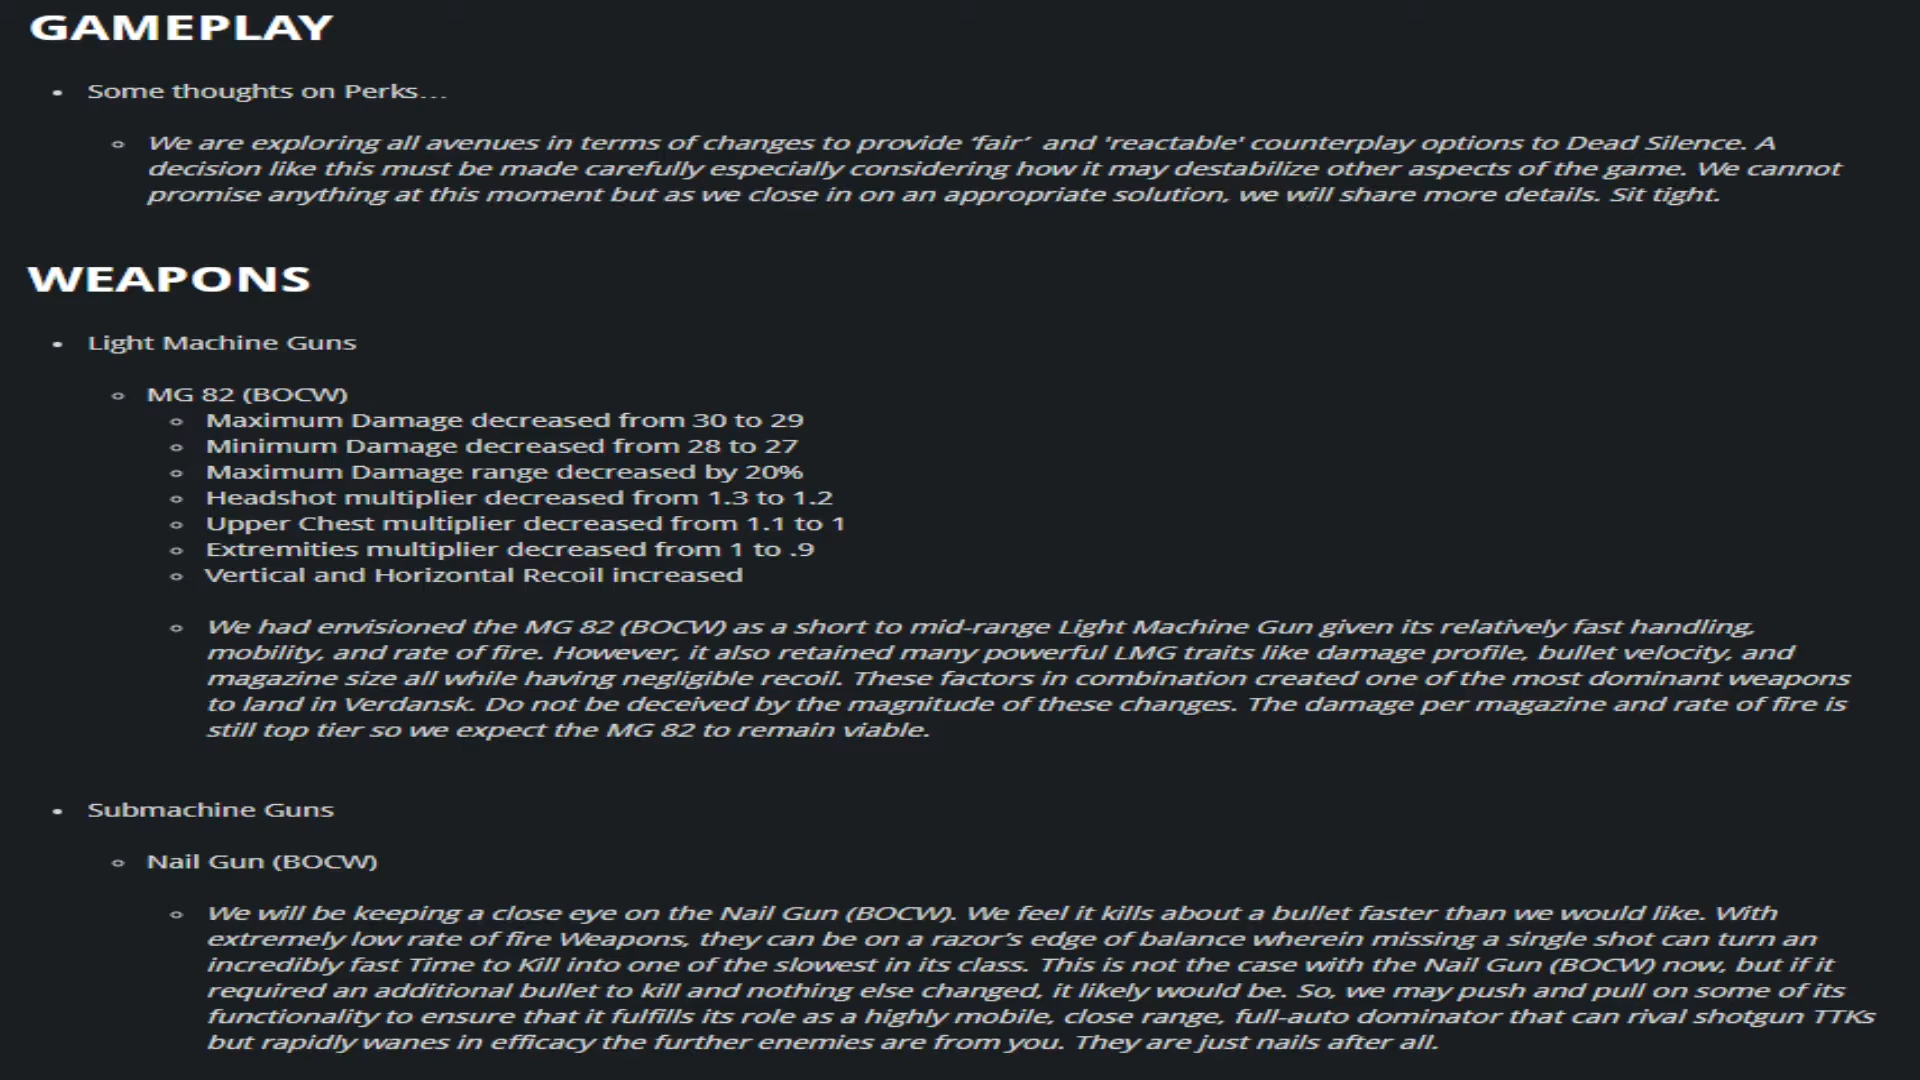 GAMEPLAY
Some thoughts on Perks...
We are exploring all avenues in terms of changes to provide ‘fair’ and 'reactable' counterplay options to Dead Silence. A
decision like this must be made carefully especially considering how it may destabilize other aspects of the game. We cannot
promise anything at this moment but as we close in on an appropriate solution, we will share more details. Sit tight.
WEAPONS
Light Machine Guns
MG 82 (BOCW)
Maximum Damage decreased from 30 to 29
Minimum Damage decreased from 28 to 27
Maximum Damage range decreased by 20%
Headshot multiplier decreased from 1.3 to 1.2
Upper Chest multiplier decreased from 1.1 to 1
Extremities multiplier decreased from 1 to .9
Vertical and Horizontal Recoil increased
We had envisioned the MG 82 (BOCW) as a short to mid-range Light Machine Gun given its relatively fast handling,
mobility, and rate of fire. However, it also retained many powerful LMG traits like damage profile, bullet velocity, and
magazine size all while having negligible recoil. These factors in combination created one of the most dominant weapons
to land in Verdansk. Do not be deceived by the magnitude of these changes. The damage per magazine and rate of fire is
still top tier so we expect the MG 82 to remain viable.
Submachine Guns
Nail Gun (BOCW)
We will be keeping a close eye on the Nail Gun (BOCW). We feel it kills about a bullet faster than we would like. With
extremely low rate of fire Weapons, they can be on a razor’s edge of balance wherein missing a single shot can turn an
incredibly fast Time to Kill into one of the slowest in its class. This is not the case with the Nail Gun (BOCW) now, but if it
required an additional bullet to kill and nothing else changed, it likely would be. So, we may push and pull on some of its
functionality to ensure that it fulfills its role as a highly mobile, close range, full-auto dominator that can rival shotgun TTKs
but rapidly wanes in efficacy the further enemies are from you. They are just nails after all.